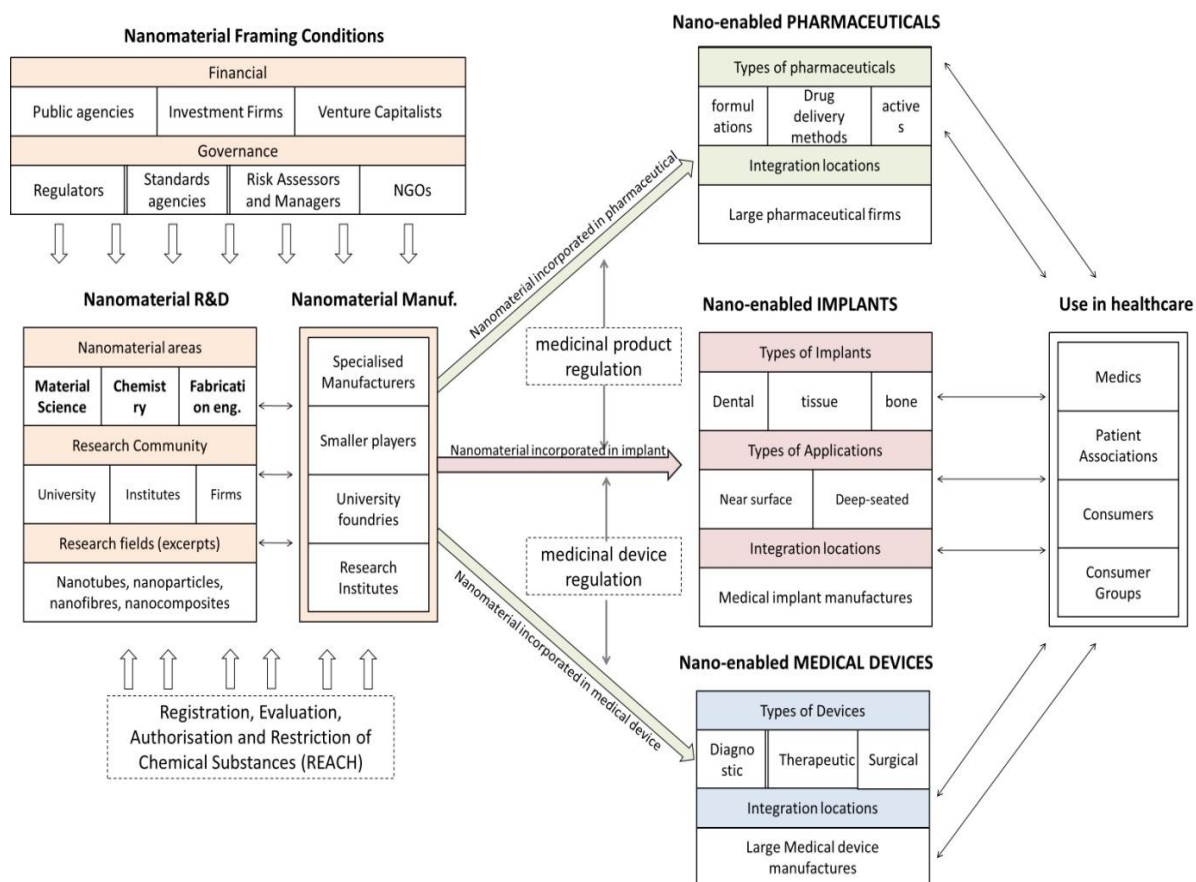 Nanomaterial Framing Conditions
Financial
Public agencies
Investment Firms
Venture Capitalists
Governance
Regulators
Standards
agencies
Risk Assessors
and Managers
NGOs
Nanomaterial R&D
Nanomaterial areas
Material
Science
Chemist
ry
Fabricati
on eng.
Research Community
University
Institutes
Firms
Research fields (excerpts)
Nanotubes, nanoparticles,
nanofibres, nanocomposites
Registration, Evaluation,
Authorisation and Restriction of
Chemical Substances (REACH)
Nanomaterial Manuf.
Specialised
Manufacturers
Smaller players
University
foundries
Research
Institutes
Nanomaterial incorporated in pharmaceutical
Nanomaterial incorporated in implant
Nanomaterial incorporated in medical device
medicinal product
regulation
medicinal device
regulation
Nano-enabled PHARMACEUTICALS
Types of pharmaceuticals
formul
ations
Drug
delivery
methods
active
s
Integration locations
Large pharmaceutical firms
Nano-enabled IMPLANTS
Types of Implants
Dental
tissue
bone
Types of Applications
Near surface
Deep-seated
Integration locations
Medical implant manufactures
Nano-enabled MEDICAL DEVICES
Types of Devices
Diagno
stic
Therapeutic
Surgical
Integration locations
Large Medical device
manufactures
Use in healthcare
Medics
Patient
Associations
Consumers
Consumer
Groups